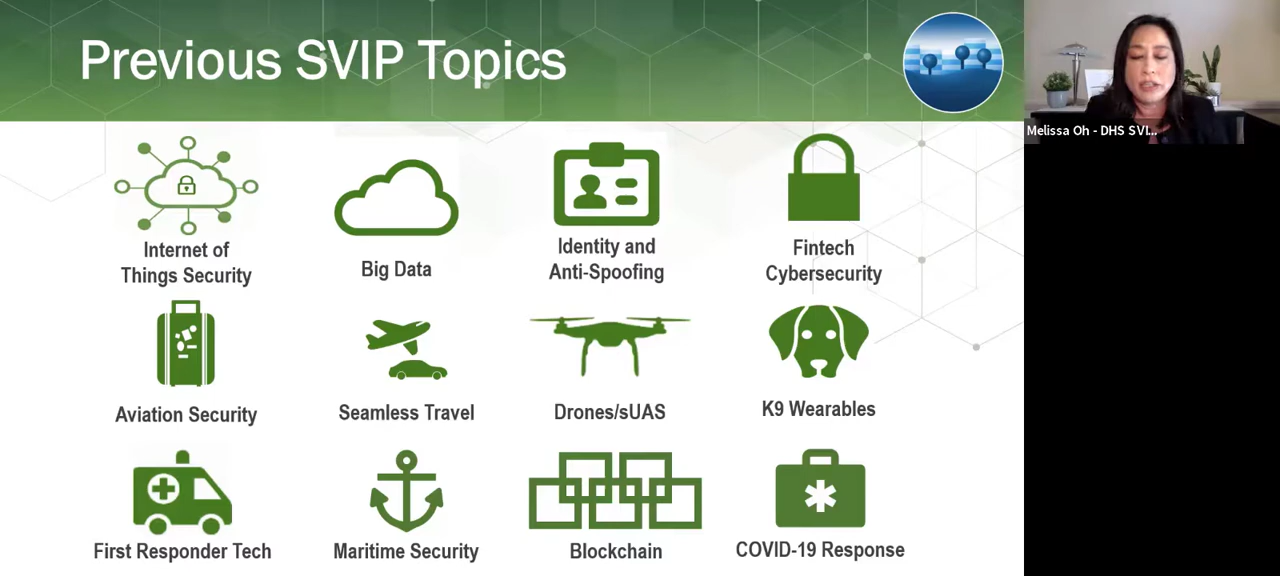 Previous SVIP Topics
Melissa Oh - DHS SVI...
Internet of
Things Security
Big Data
Identity and
Anti-Spoofing
Fintech
Cybersecurity
Aviation Security
Seamless Travel
Drones/sUAS
K9 Wearables
First Responder Tech
Maritime Security
Blockchain
COVID-19 Response